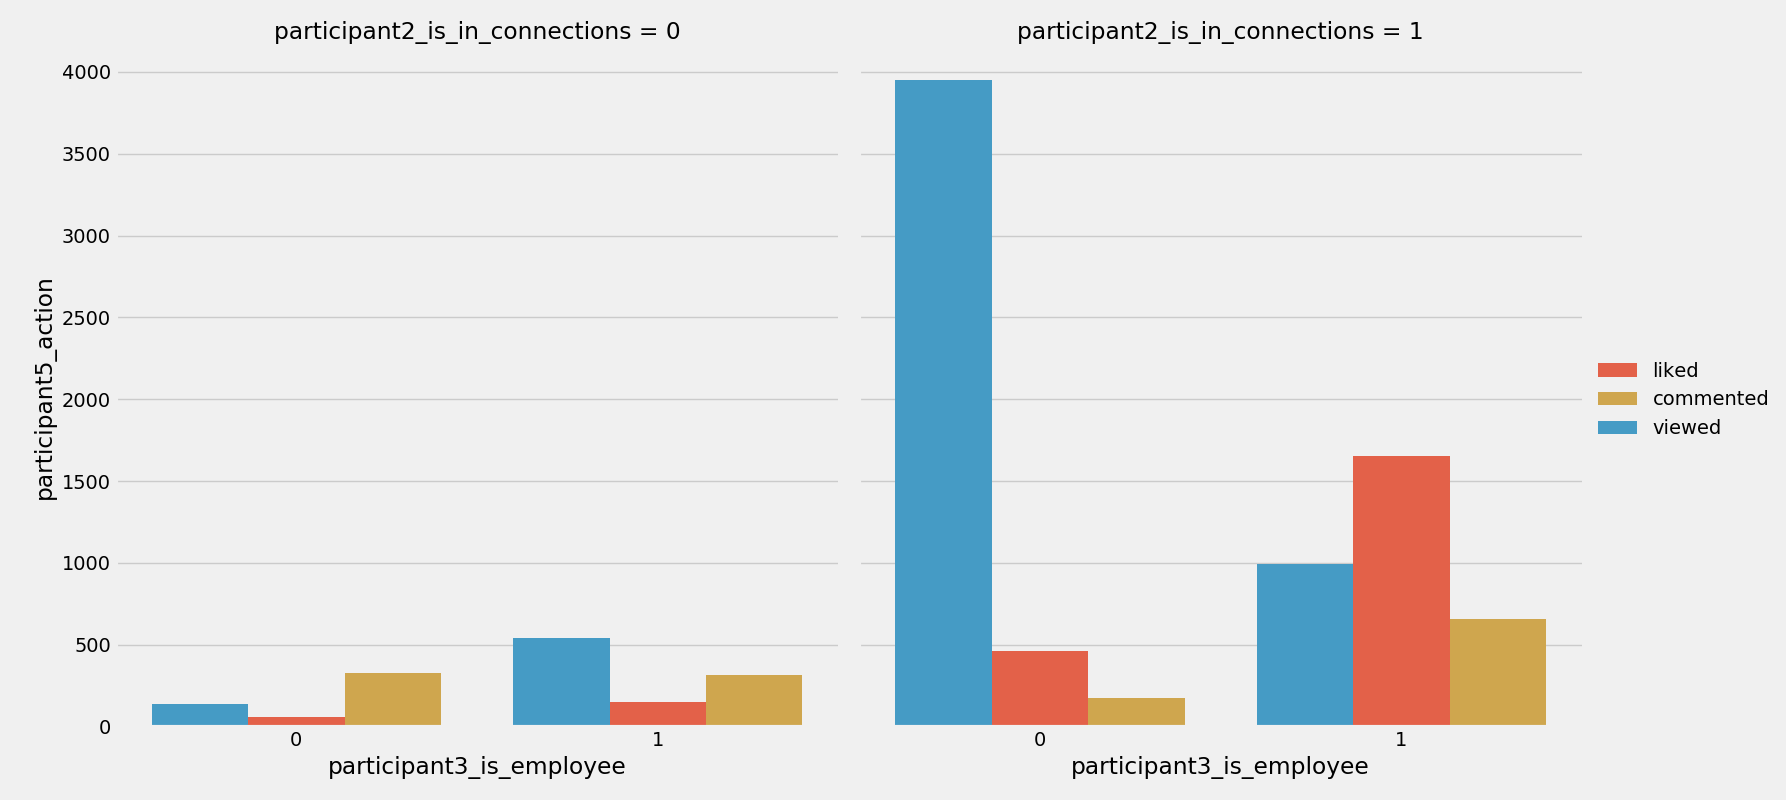 participant2_is_in_connections = 0
participant2_is_in_connections = 1
participant5_action
4000
3500
3000
2500
2000
1500
1000
500
0
0
1
0
1
participant3_is_employee
participant3_is_employee
liked
commented
viewed